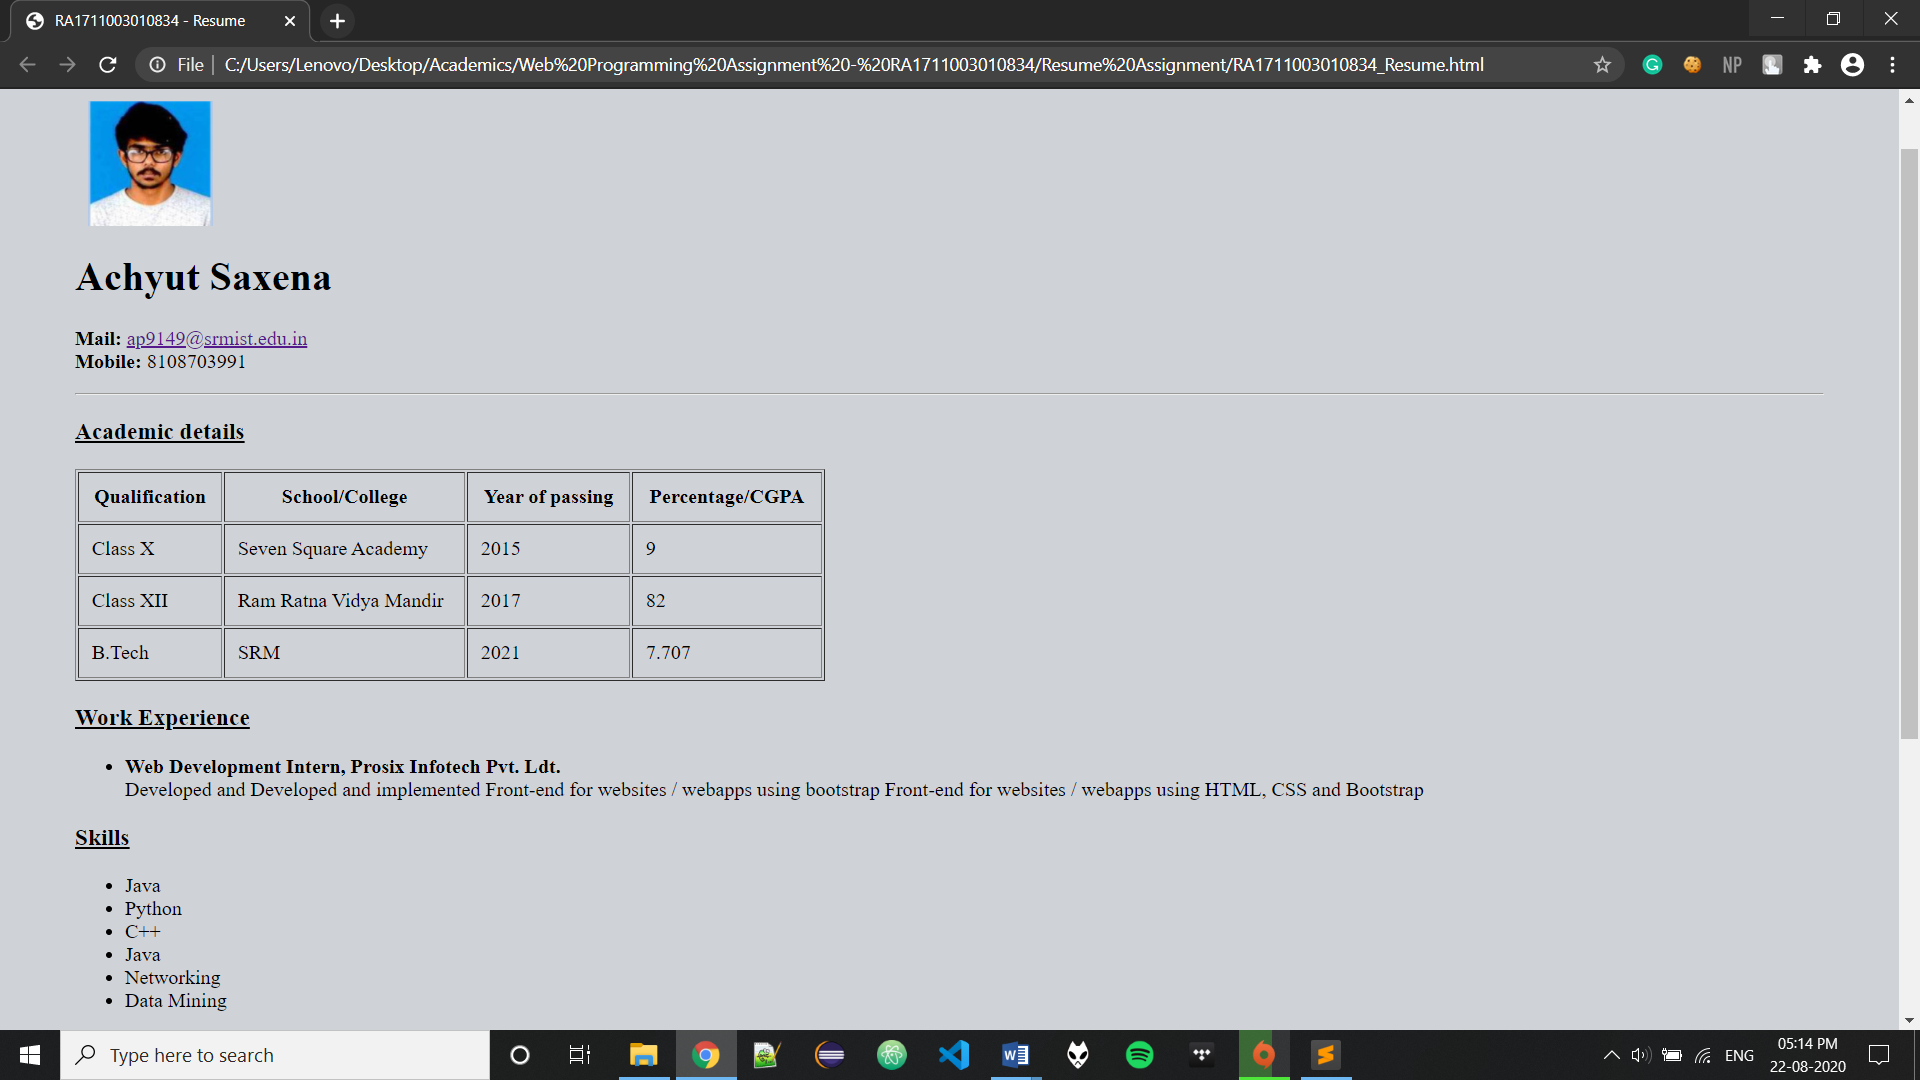 RA1711003010834 - Resume
File
C:/Users/Lenovo/Desktop/Academics/Web%20Programming%20Assignment%20-%20RA1711003010834/Resume%20Assignment/RA1711003010834_Resume.html
NP
Achyut Saxena
Mail: ap9149@srmist.edu.in
Mobile: 8108703991
Academic details
Qualification School/College Year of passing Percentage/CGPA
Class X Seven Square Academy 2015 9
Class XII Ram Ratna Vidya Mandir 2017 82
B.Tech SRM 2021 7.707
Work Experience
• Web Development Intern, Prosix Infotech Pvt. Ldt.
Developed and Developed and implemented Front-end for websites / webapps using bootstrap Front-end for websites / webapps using HTML, CSS and Bootstrap
Skills
• Java
• Python
• C++
• Java
• Networking
• Data Mining
Type here to search
ENG
05:14 PM
22-08-2020